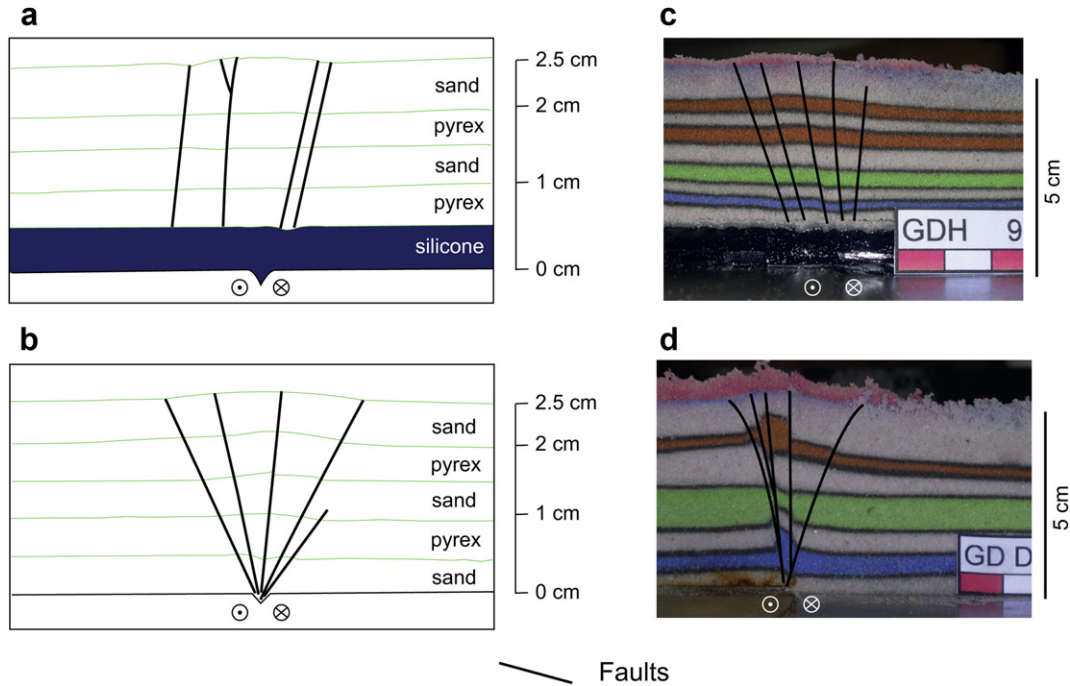 a
2.5 cm
sand
2 cm
pyrex
sand
1 cm
pyrex
silicone
0 cm
b
2.5 cm
sand
2 cm
pyrex
sand
1 cm
pyrex
sand
0 cm
c
5 cm
GDH 9
d
5 cm
GD D
Faults